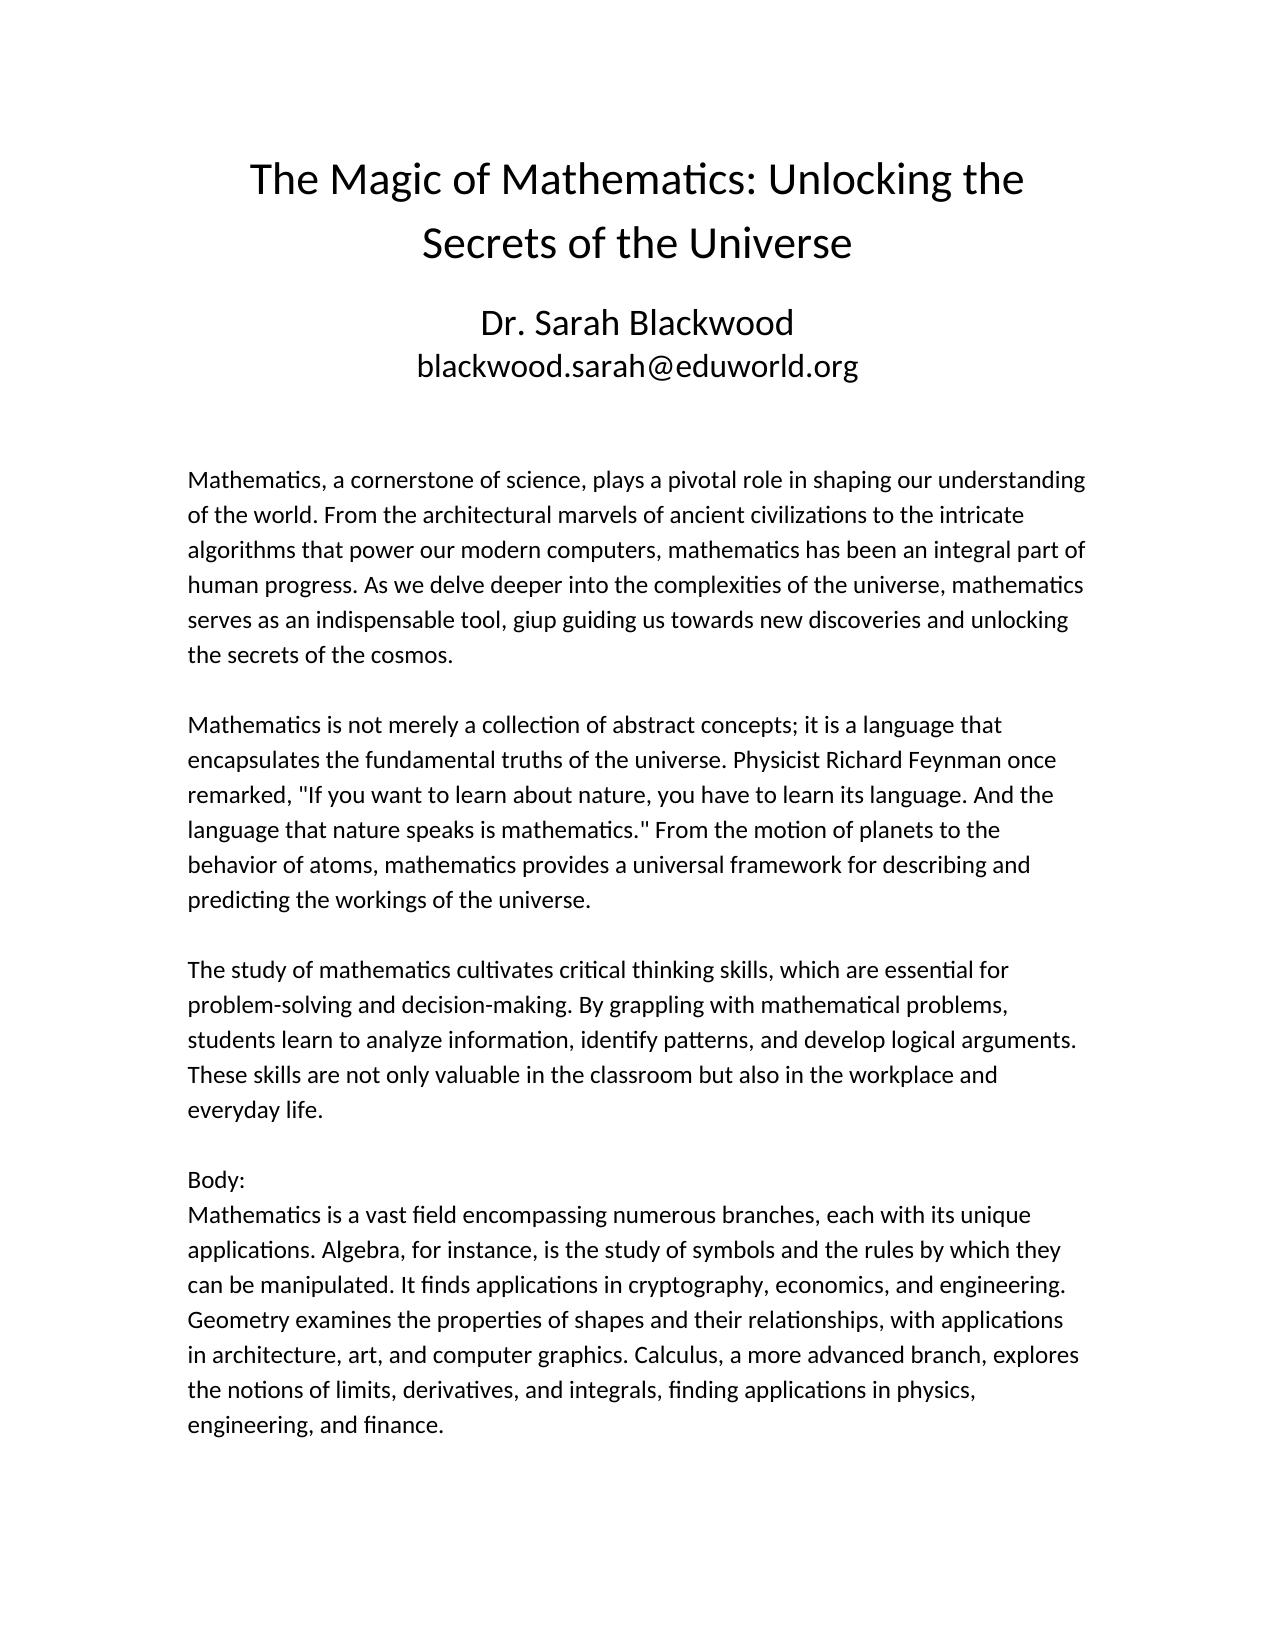 The Magic of Mathematics: Unlocking the
Secrets of the Universe
Dr. Sarah Blackwood
blackwood.sarah@eduworld.org
Mathematics, a cornerstone of science, plays a pivotal role in shaping our understanding
of the world. From the architectural marvels of ancient civilizations to the intricate
algorithms that power our modern computers, mathematics has been an integral part of
human progress. As we delve deeper into the complexities of the universe, mathematics
serves as an indispensable tool, giup guiding us towards new discoveries and unlocking
the secrets of the cosmos.
Mathematics is not merely a collection of abstract concepts; it is a language that
encapsulates the fundamental truths of the universe. Physicist Richard Feynman once
remarked, "If you want to learn about nature, you have to learn its language. And the
language that nature speaks is mathematics." From the motion of planets to the
behavior of atoms, mathematics provides a universal framework for describing and
predicting the workings of the universe.
The study of mathematics cultivates critical thinking skills, which are essential for
problem-solving and decision-making. By grappling with mathematical problems,
students learn to analyze information, identify patterns, and develop logical arguments.
These skills are not only valuable in the classroom but also in the workplace and
everyday life.
Body:
Mathematics is a vast field encompassing numerous branches, each with its unique
applications. Algebra, for instance, is the study of symbols and the rules by which they
can be manipulated. It finds applications in cryptography, economics, and engineering.
Geometry examines the properties of shapes and their relationships, with applications
in architecture, art, and computer graphics. Calculus, a more advanced branch, explores
the notions of limits, derivatives, and integrals, finding applications in physics,
engineering, and finance.